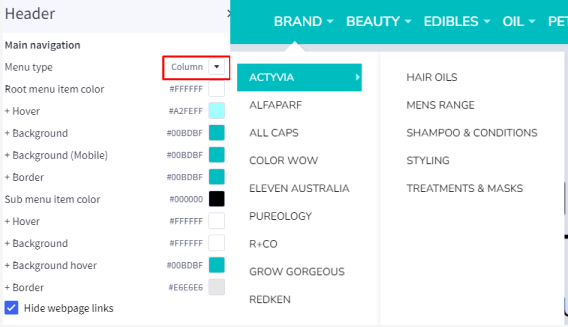 Header
Main navigation
Menu type Column
Root menu item color #FFFFFF
+ Hover #A2FEFF
+ Background #00BDBF
+ Background (Mobile) #00BDBF
+ Border #00BDBF
Sub menu item color #000000
+ Hover #FFFFFF
+ Background #FFFFFF
+ Background hover #00BDBF
+ Border #E6E6E6
Hide webpage links
BRAND BEAUTY EDIBLES OIL PE
ACTYVIA
ALFAPARF
ALL CAPS
COLOR WOW
ELEVEN AUSTRALIA
PUREOLOGY
R+CO
GROW GORGEOUS
REDKEN
HAIR OILS
MENS RANGE
SHAMPOO & CONDITIONS
STYLING
TREATMENTS & MASKS